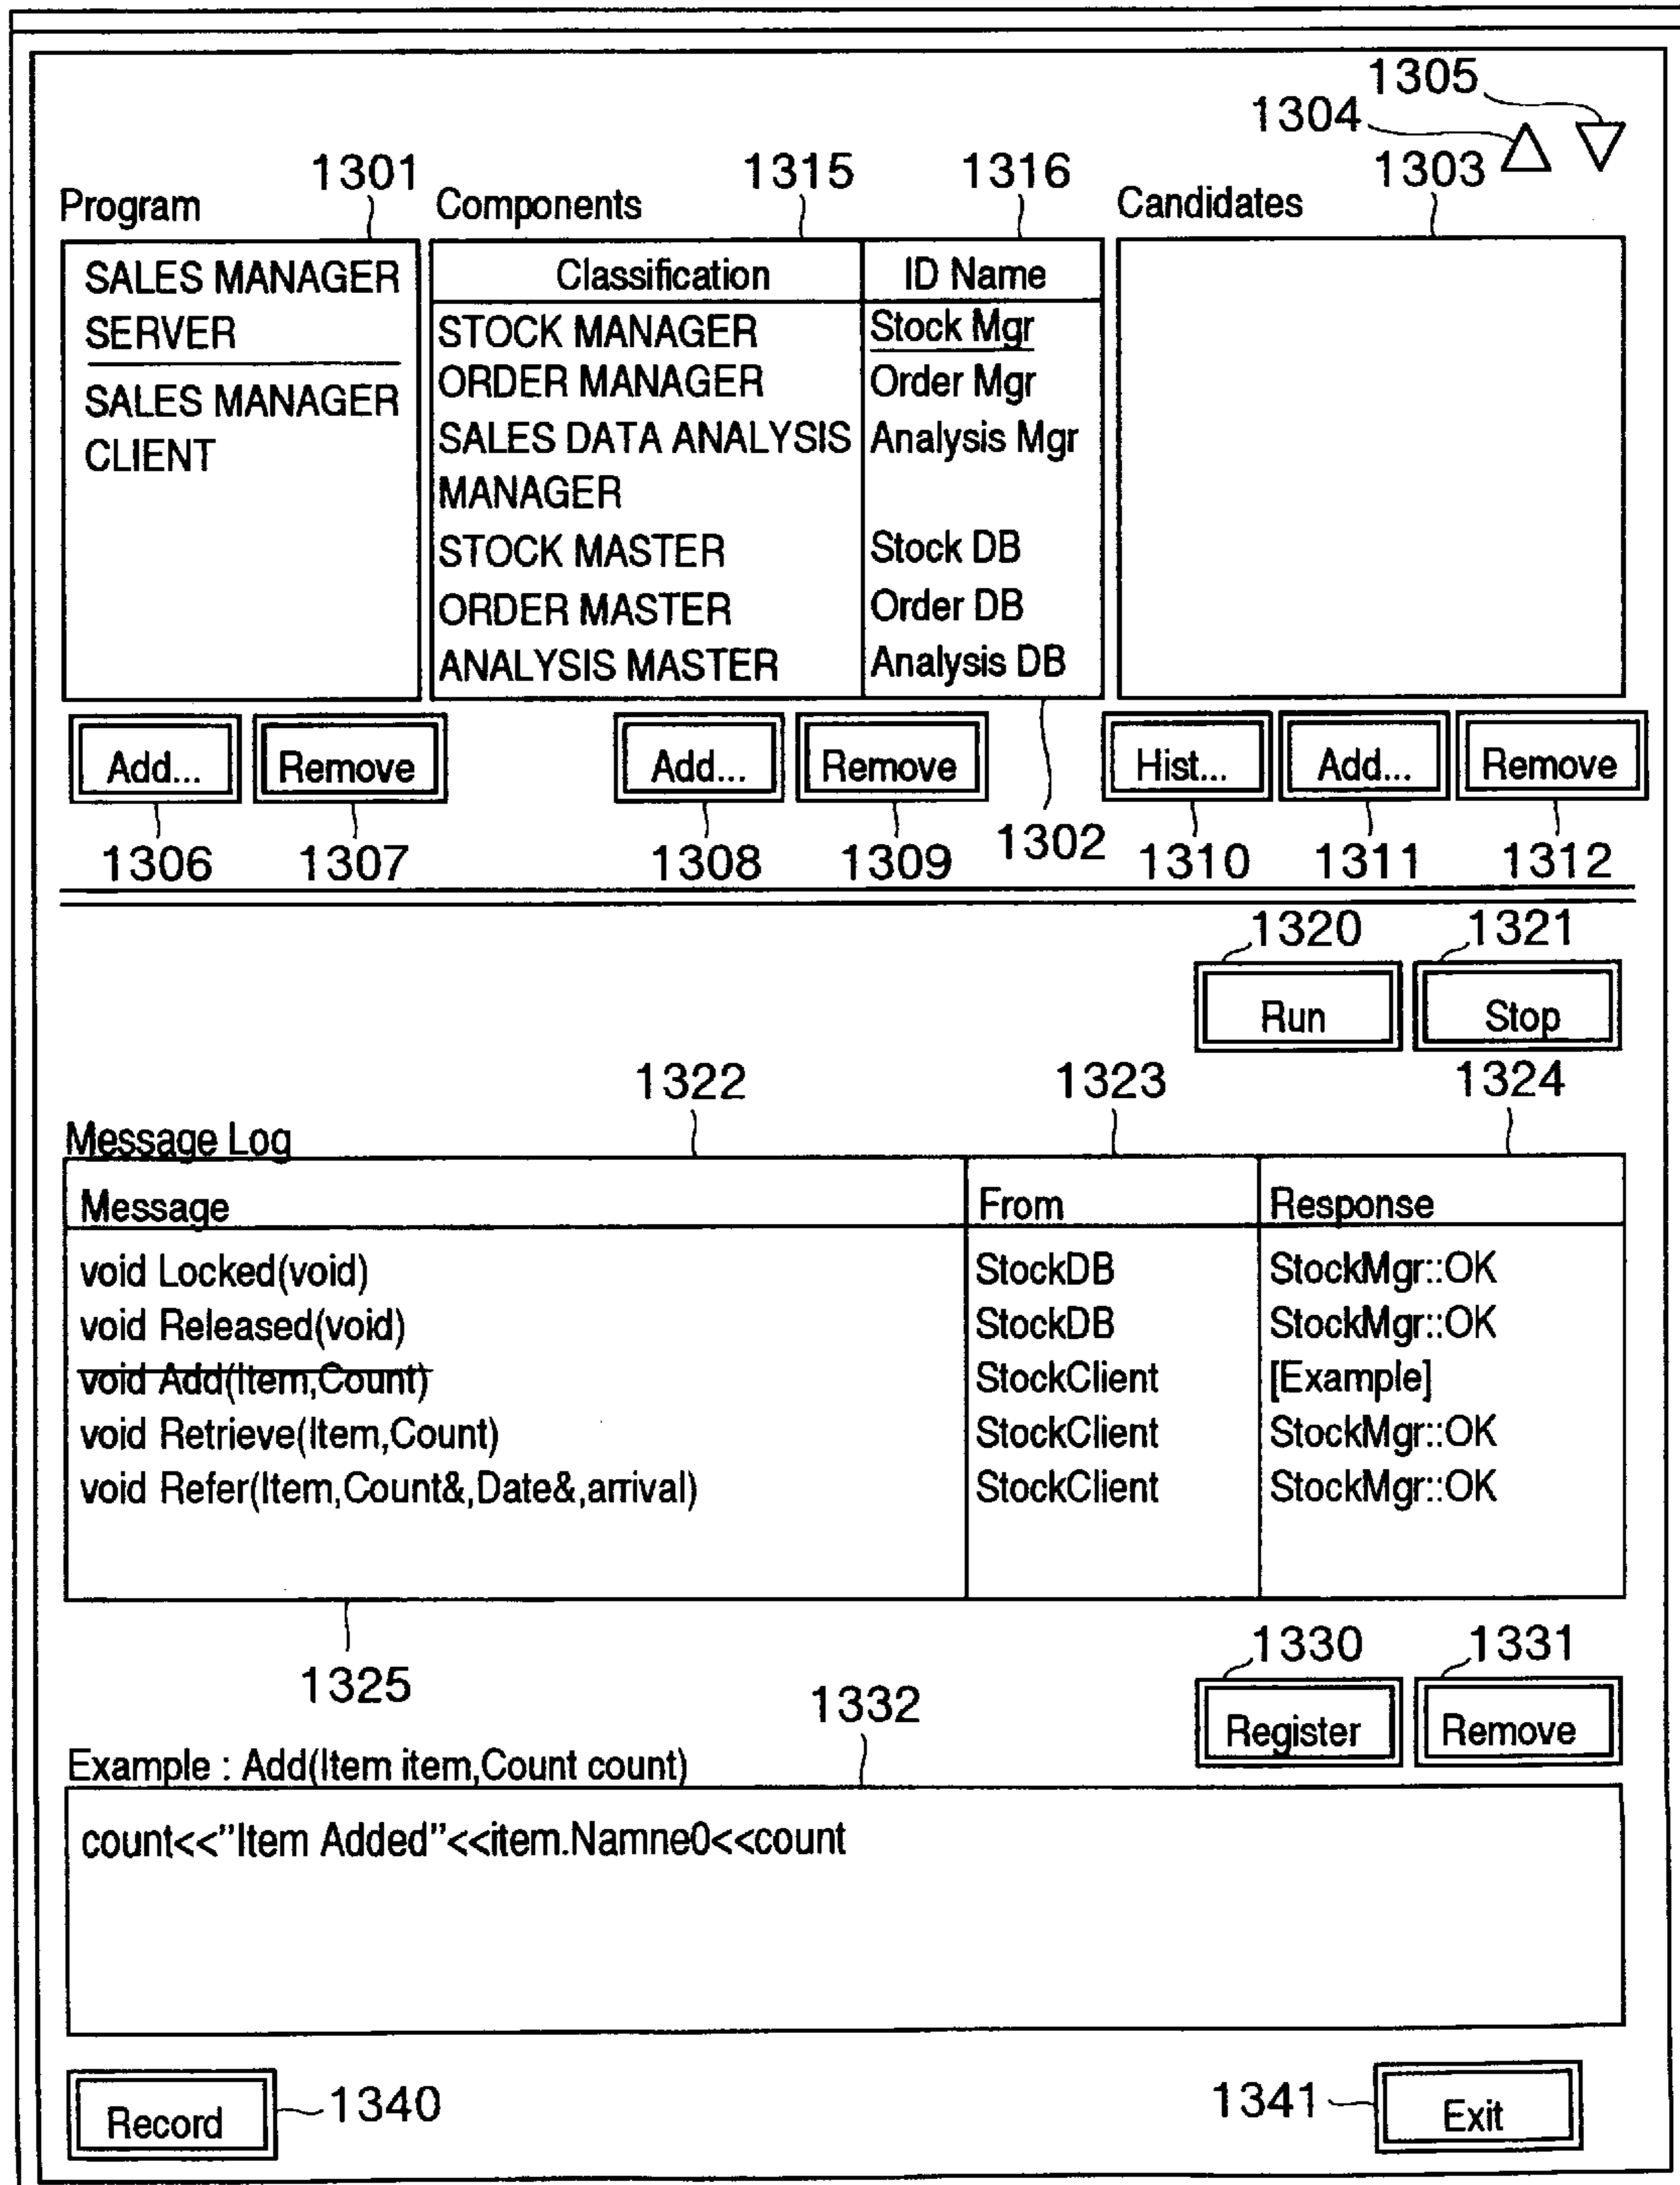 1305
1304
1301 1315 1316 1303
Program Components Candidates
SALES MANAGER
SERVER
SALES MANAGER
CLIENT
Classification ID Name
STOCK MANAGER Stock Mgr
ORDER MANAGER Order Mgr
SALES DATA ANALYSIS Analysis Mgr
MANAGER
STOCK MASTER Stock DB
ORDER MASTER Order DB
ANALYSIS MASTER Analysis DB
Add... Remove Add... Remove Hist... Add... Remove
1306 1307 1308 1309 1302 1310 1311 1312
1320 1321
Run Stop
1322 1323 1324
Message Log
Message From Response
void Locked(void) StockDB StockMgr::OK
void Released(void) StockDB StockMgr::OK
void Add(Item,Count) StockClient [Example]
void Retrieve(Item,Count) StockClient StockMgr::OK
void Refer(Item,Count&,Date&,arrival) StockClient StockMgr::OK
1325 1332 1330 1331
Register Remove
Example : Add(Item item,Count count)
count<<"Item Added"<<item.Namne0<<count
Record 1340 1341 Exit